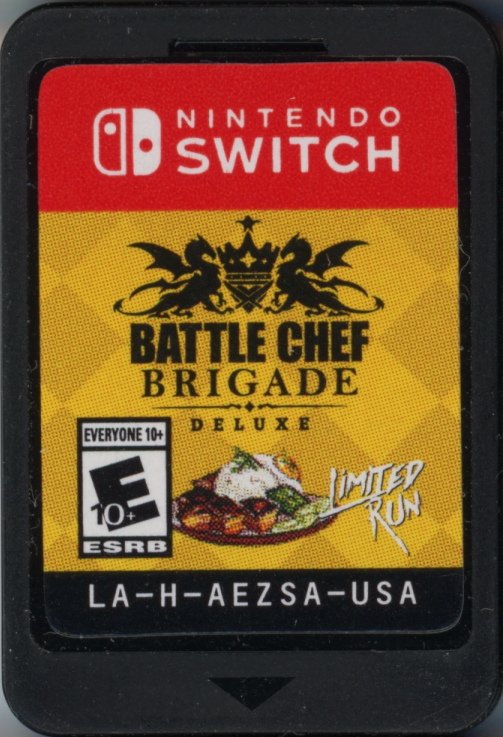 NINTENDO
SWITCH
BATTLE CHEF
BRIGADE
DELUXE
EVERYONE 10+
E
10+
ESRB
LIMITED
RUN
LA-H-AEZSA-USA